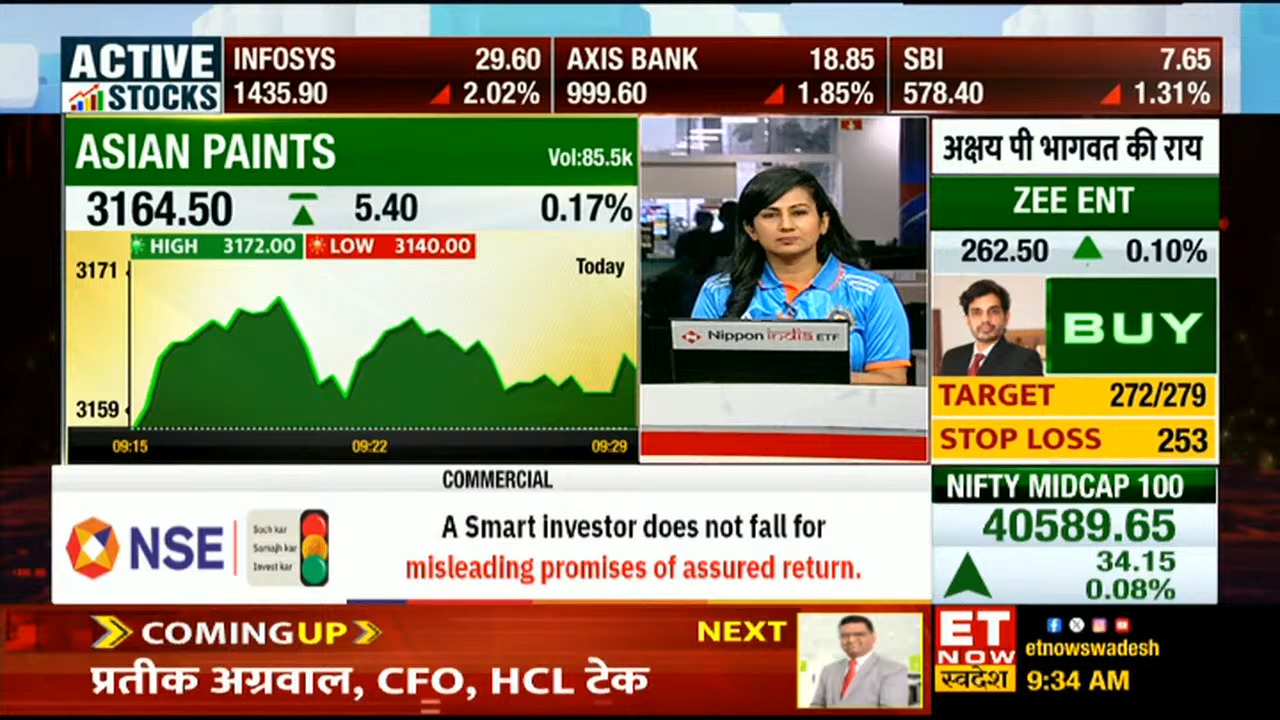 ACTIVE STOCKS
INFOSYS 29.60
1435.90 2.02%
AXIS BANK 18.85
999.60 1.85%
SBI 7.65
578.40 1.31%
ASIAN PAINTS Vol:85.5k
3164.50 5.40 0.17%
HIGH 3172.00 LOW 3140.00
Today
3171
3159
09:15 09:22 09:29
Nippon india ETF
अक्षय पी भागवत की राय
ZEE ENT
262.50 0.10%
BUY
TARGET 272/279
STOP LOSS 253
NIFTY MIDCAP 100
40589.65
34.15
0.08%
COMMERCIAL
NSE
Soch kar
Samajh kar
Invest kar
A Smart investor does not fall for
misleading promises of assured return.
COMING UP NEXT
प्रतीक अग्रवाल, CFO, HCL टेक
ET
NOW
स्वदेश
etnowswadesh
9:34 AM